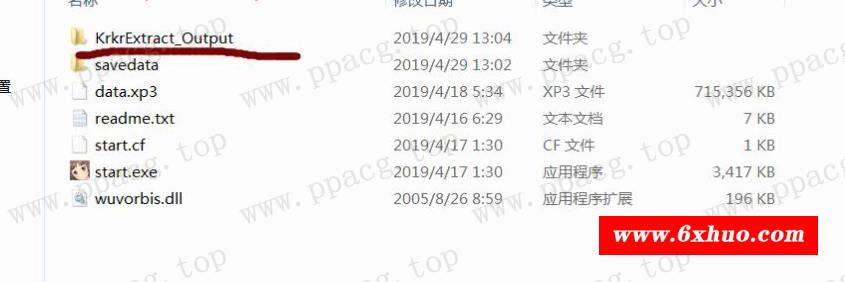 名称 修改日期 类型 大小
KrkrExtract_Output 2019/4/29 13:04 文件夹
savedata 2019/4/29 13:02 文件夹
置
data.xp3 2019/4/18 5:34 XP3 文件 715,356 KB
readme.txt 2019/4/16 6:29 文本文档 7 KB
start.cf 2019/4/17 1:30 CF 文件 1 KB
start.exe 2019/4/17 1:30 应用程序 3,417 KB
wuvorbis.dll 2005/8/26 8:59 应用程序扩展 196 KB
www.6xhuo.com
www.ppacg.top
www.ppacg.top
www.ppacg.top
www.ppacg.top
www.ppacg.top
www.ppacg.top